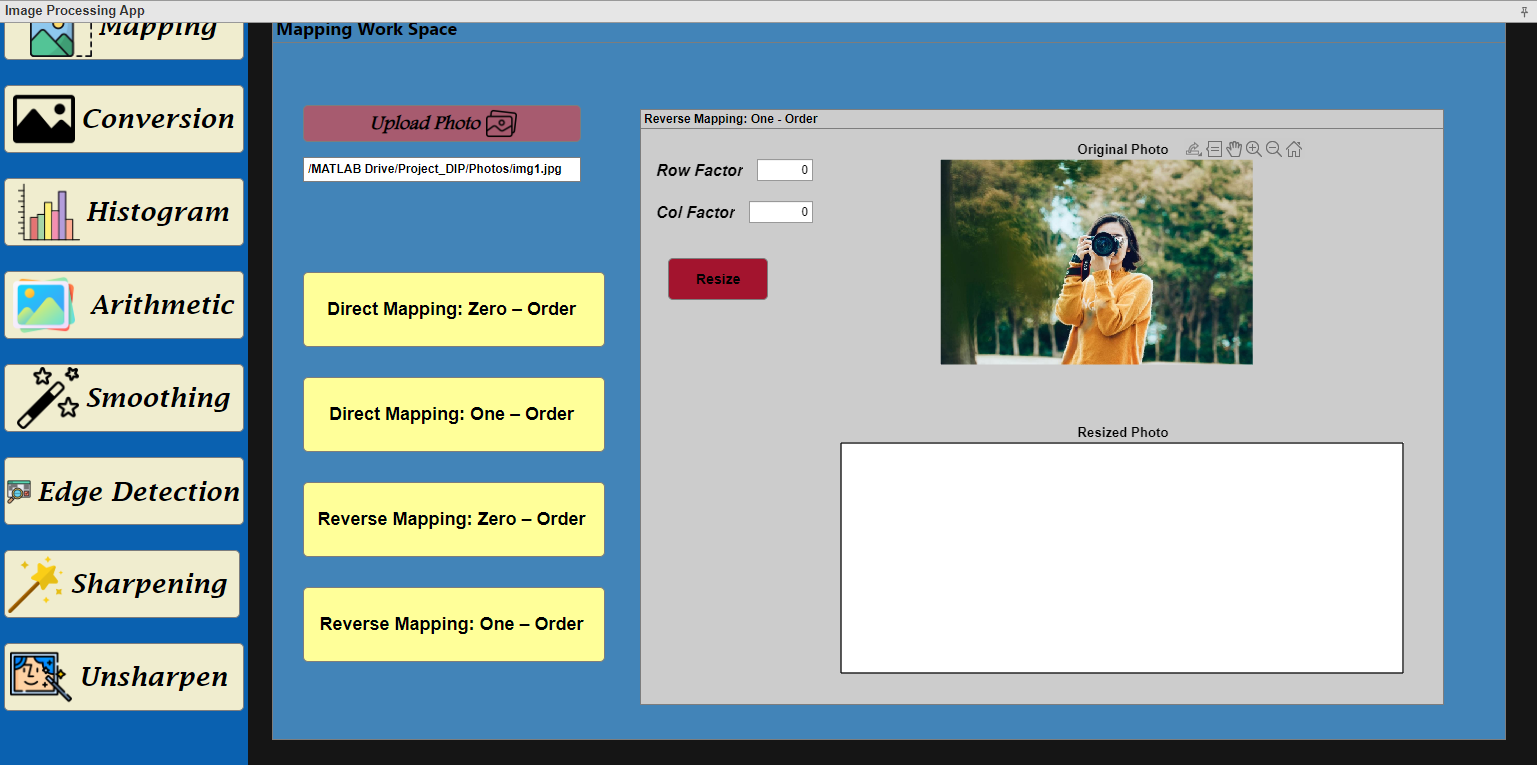 Image Processing App
Mapping
Conversion
Histogram
Arithmetic
Smoothing
Edge Detection
Sharpening
Unsharpen
Mapping Work Space
Upload Photo
/MATLAB Drive/Project_DIP/Photos/img1.jpg
Direct Mapping: Zero – Order
Direct Mapping: One – Order
Reverse Mapping: Zero – Order
Reverse Mapping: One – Order
Reverse Mapping: One - Order
Row Factor 0
Col Factor 0
Resize
Original Photo
Resized Photo